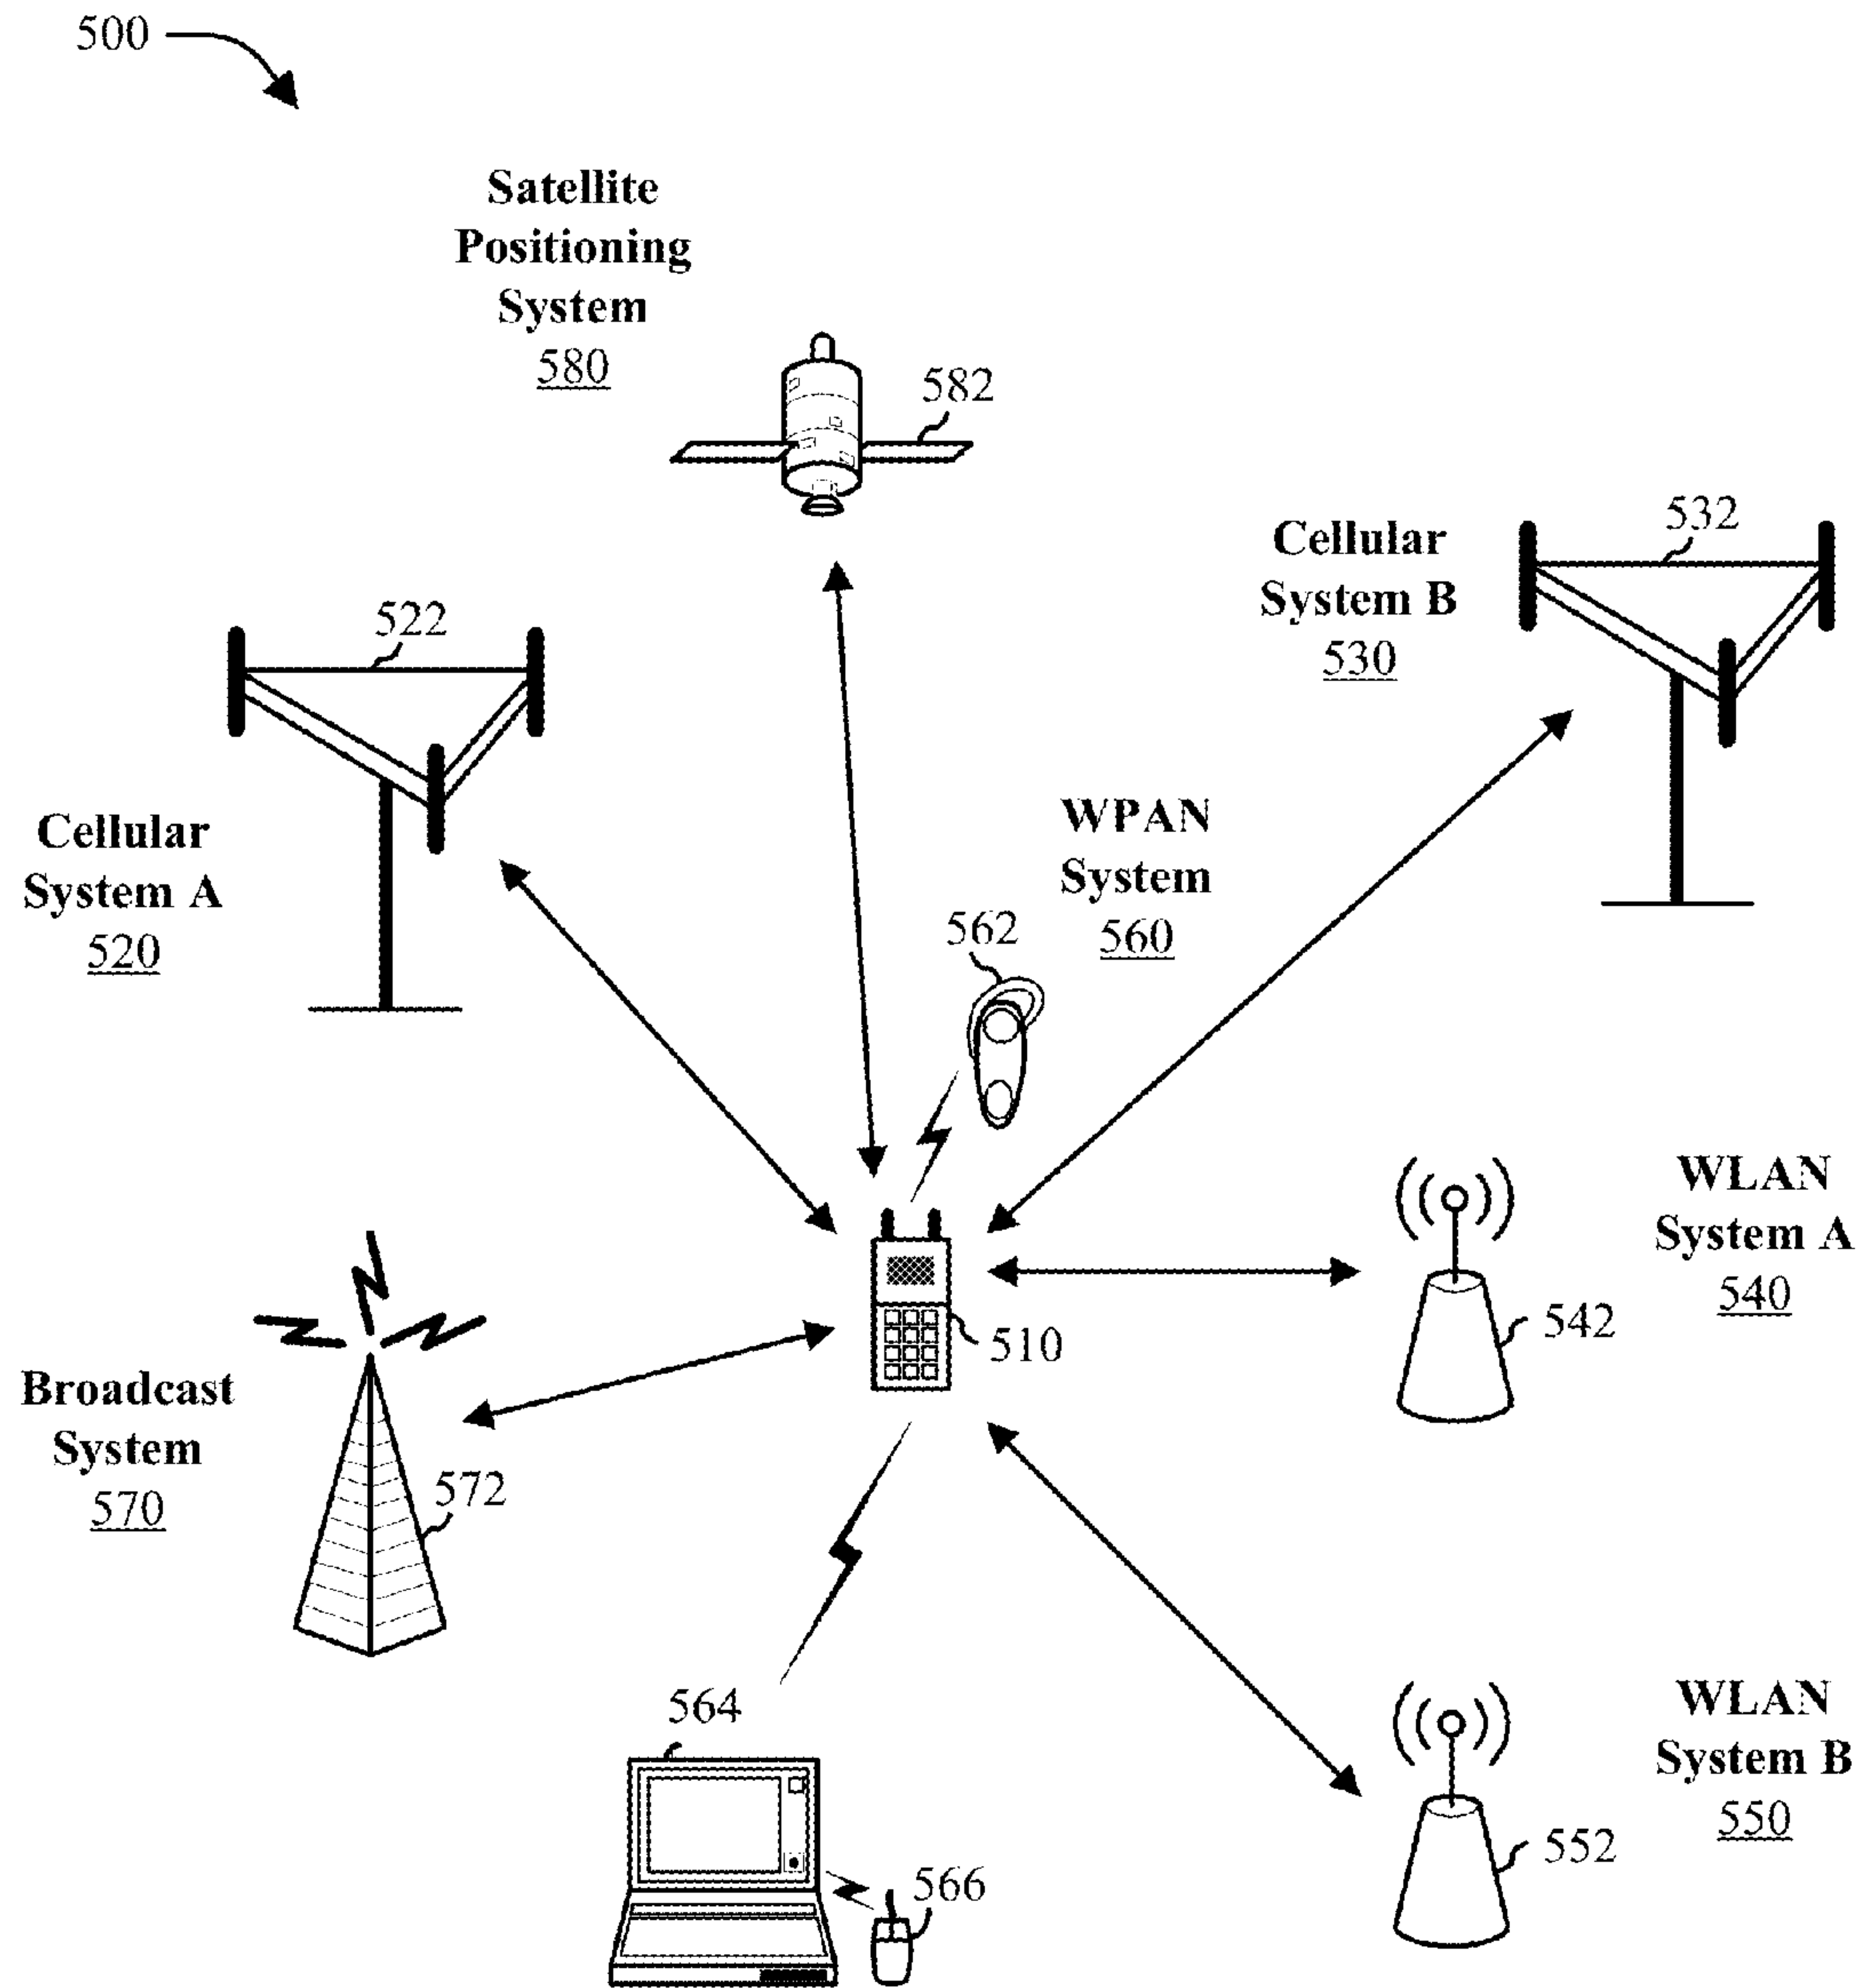 500
Satellite
Positioning
System
580
582
Cellular
System B
530
532
522
Cellular
System A
520
WPAN
System
560
562
WLAN
System A
540
542
510
Broadcast
System
570
572
564
566
WLAN
System B
550
552